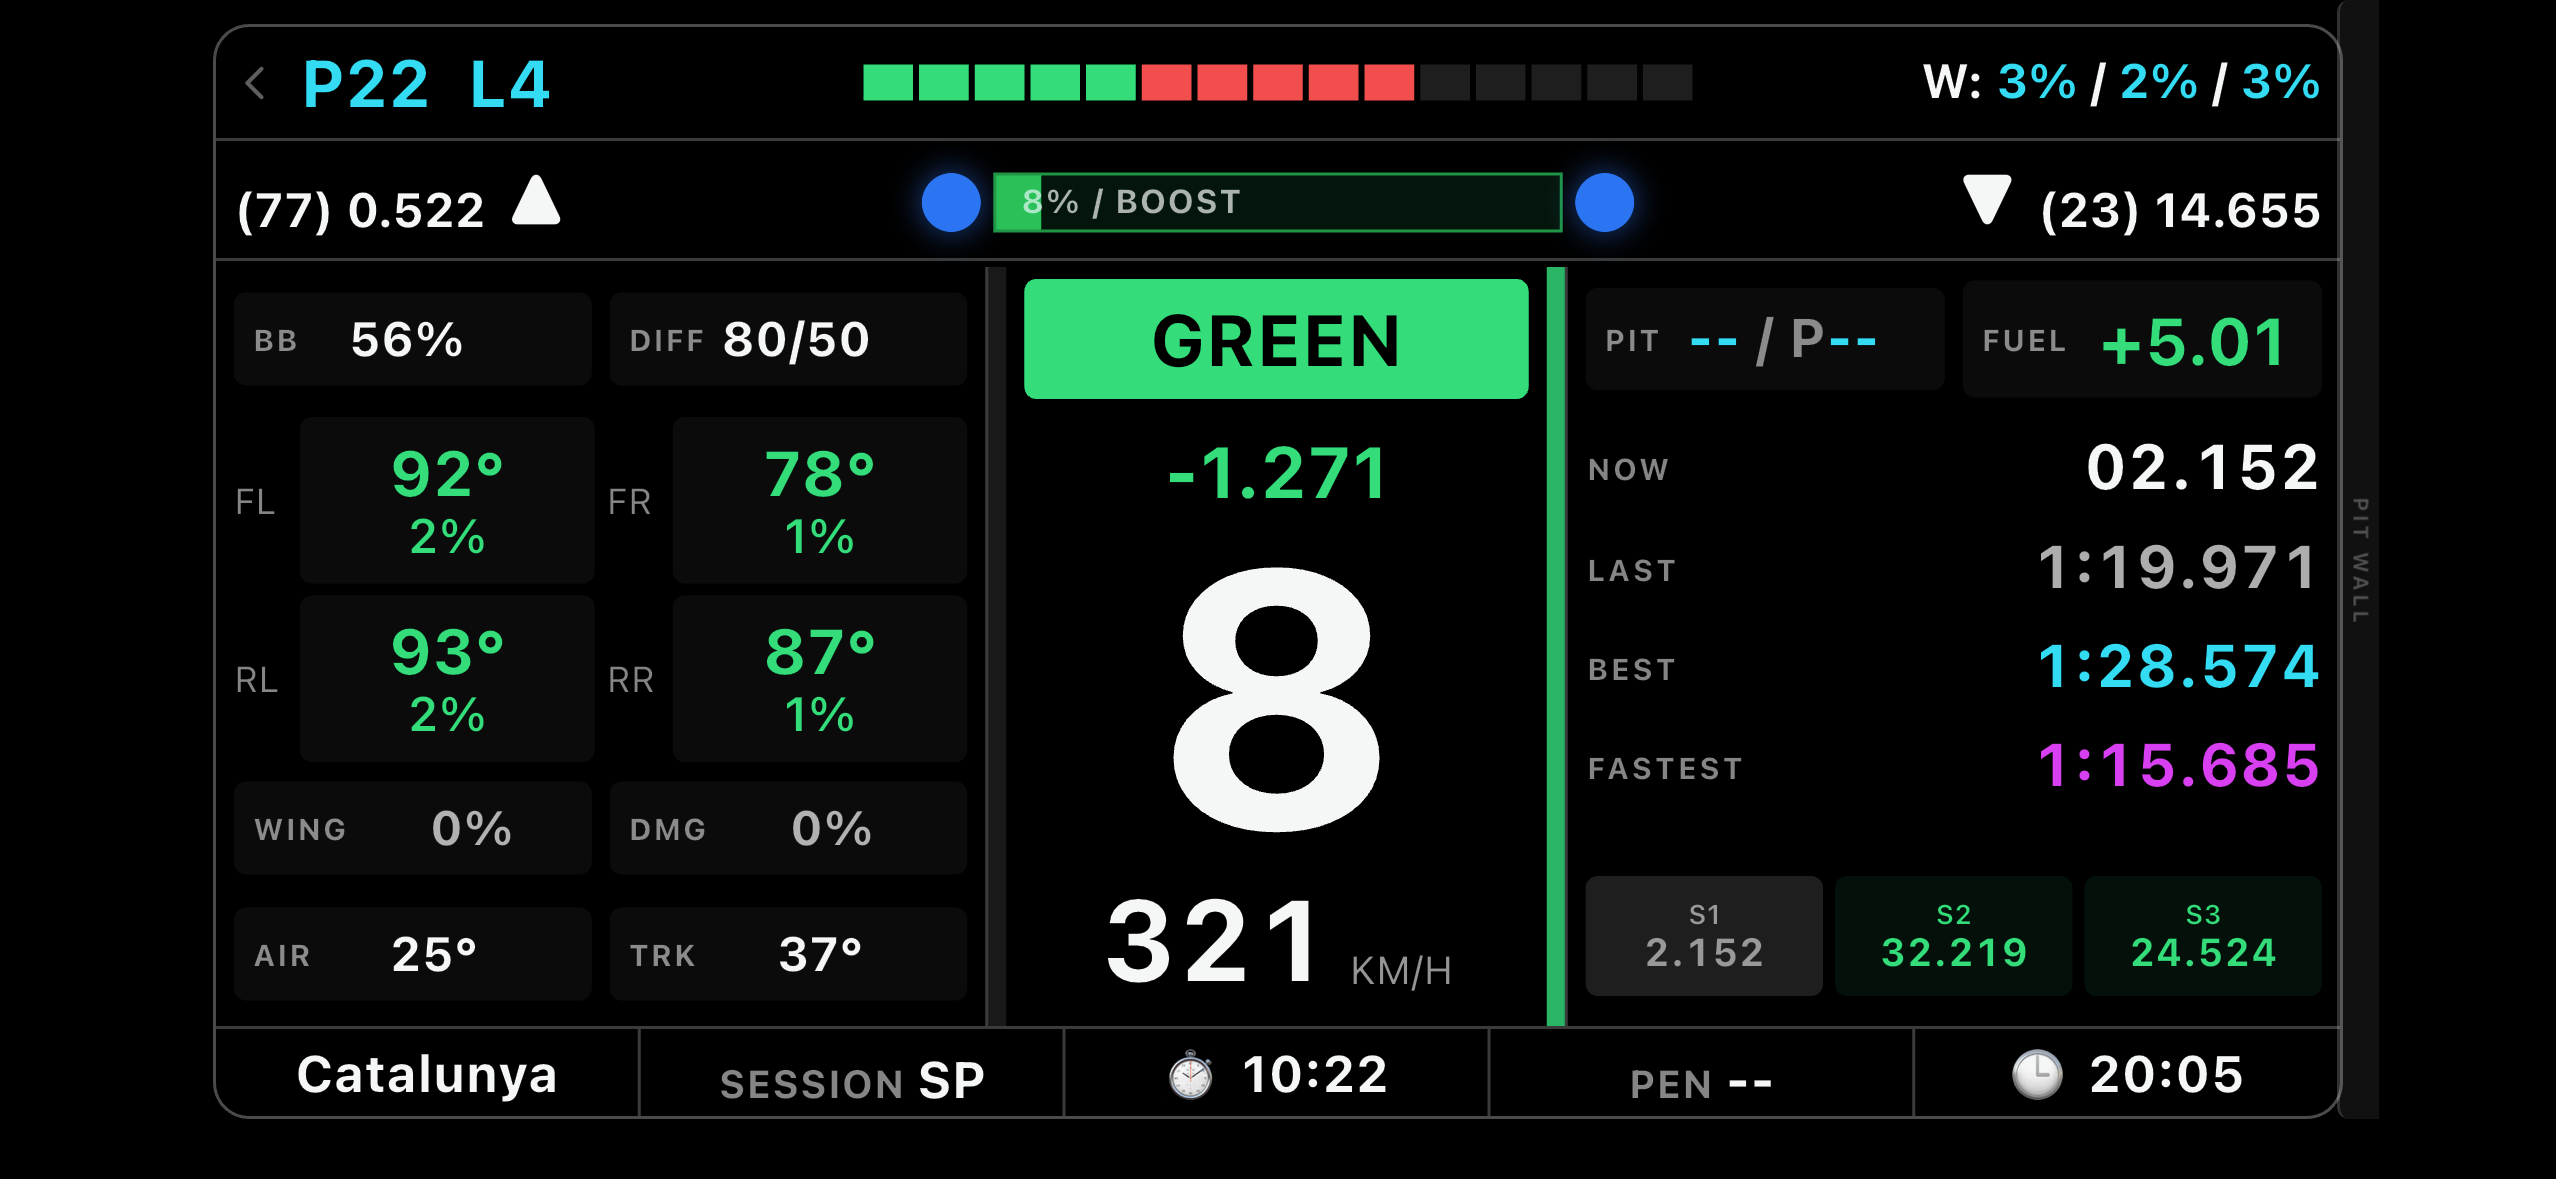 P22 L4
W: 3% / 2% / 3%
(77) 0.522
8% / BOOST
(23) 14.655
BB 56%
DIFF 80/50
FL 92° 2%
FR 78° 1%
RL 93° 2%
RR 87° 1%
WING 0%
DMG 0%
AIR 25°
TRK 37°
GREEN
-1.271
8
321 KM/H
PIT -- / P--
FUEL +5.01
NOW 02.152
LAST 1:19.971
BEST 1:28.574
FASTEST 1:15.685
S1 2.152
S2 32.219
S3 24.524
PIT WALL
Catalunya
SESSION SP
10:22
PEN --
20:05